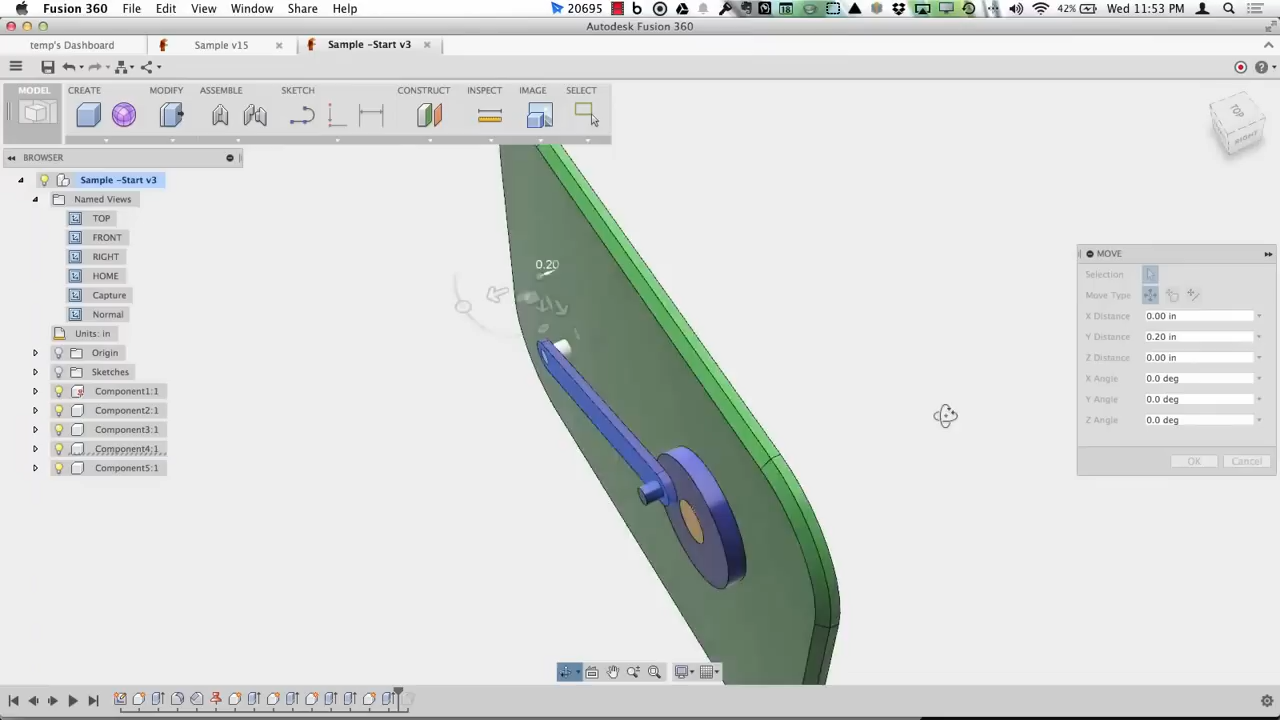 Fusion 360 File Edit View Window Share Help 20695 18 42% Wed 11:53 PM
Autodesk Fusion 360
temp's Dashboard Sample v15 Sample ~Start v3
MODEL CREATE MODIFY ASSEMBLE SKETCH CONSTRUCT INSPECT IMAGE SELECT
TOP
RIGHT
BROWSER
Sample ~Start v3
Named Views
TOP
FRONT
RIGHT
HOME
Capture
Normal
Units: in
Origin
Sketches
Component1:1
Component2:1
Component3:1
Component4:1
Component5:1
0.20
MOVE
Selection
Move Type
X Distance 0.00 in
Y Distance 0.20 in
Z Distance 0.00 in
X Angle 0.0 deg
Y Angle 0.0 deg
Z Angle 0.0 deg
OK Cancel